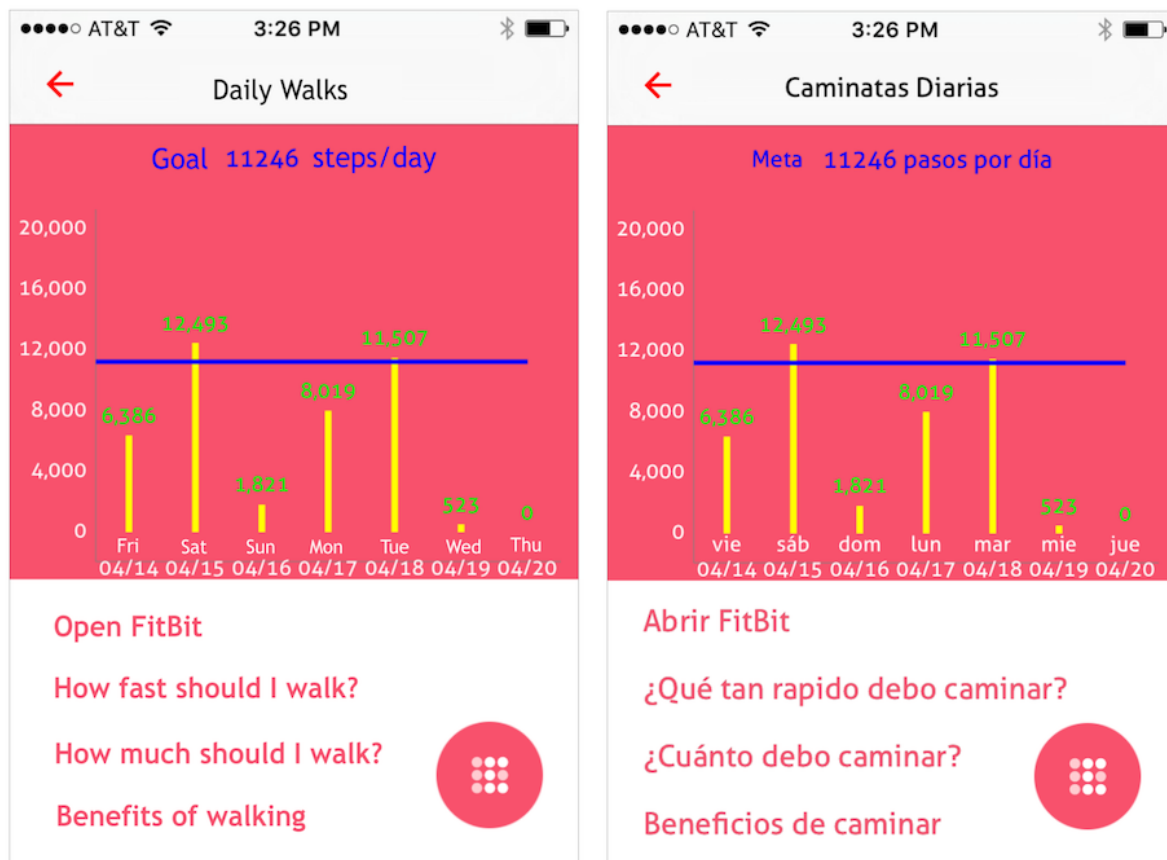 AT&T 3:26 PM
Daily Walks
Goal 11246 steps/day
20,000
16,000
12,493
11,507
12,000
8,019
8,000
6,386
4,000
1,821
523
0
0
Fri Sat Sun Mon Tue Wed Thu
04/14 04/15 04/16 04/17 04/18 04/19 04/20
Open FitBit
How fast should I walk?
How much should I walk?
Benefits of walking
AT&T 3:26 PM
Caminatas Diarias
Meta 11246 pasos por día
20,000
16,000
12,493
11,507
12,000
8,019
8,000
6,386
4,000
1,821
523
0
0
vie sáb dom lun mar mie jue
04/14 04/15 04/16 04/17 04/18 04/19 04/20
Abrir FitBit
¿Qué tan rapido debo caminar?
¿Cuánto debo caminar?
Beneficios de caminar